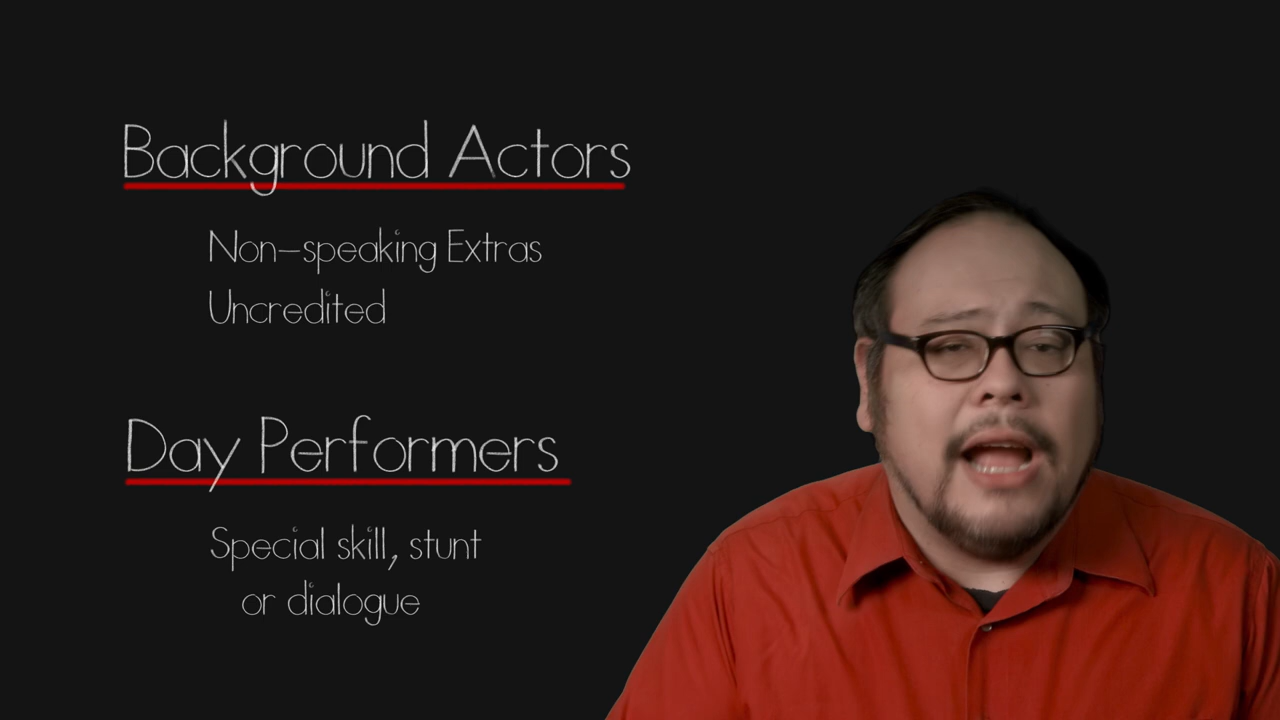 Background Actors
Non-speaking Extras
Uncredited
Day Performers
Special skill, stunt
or dialogue